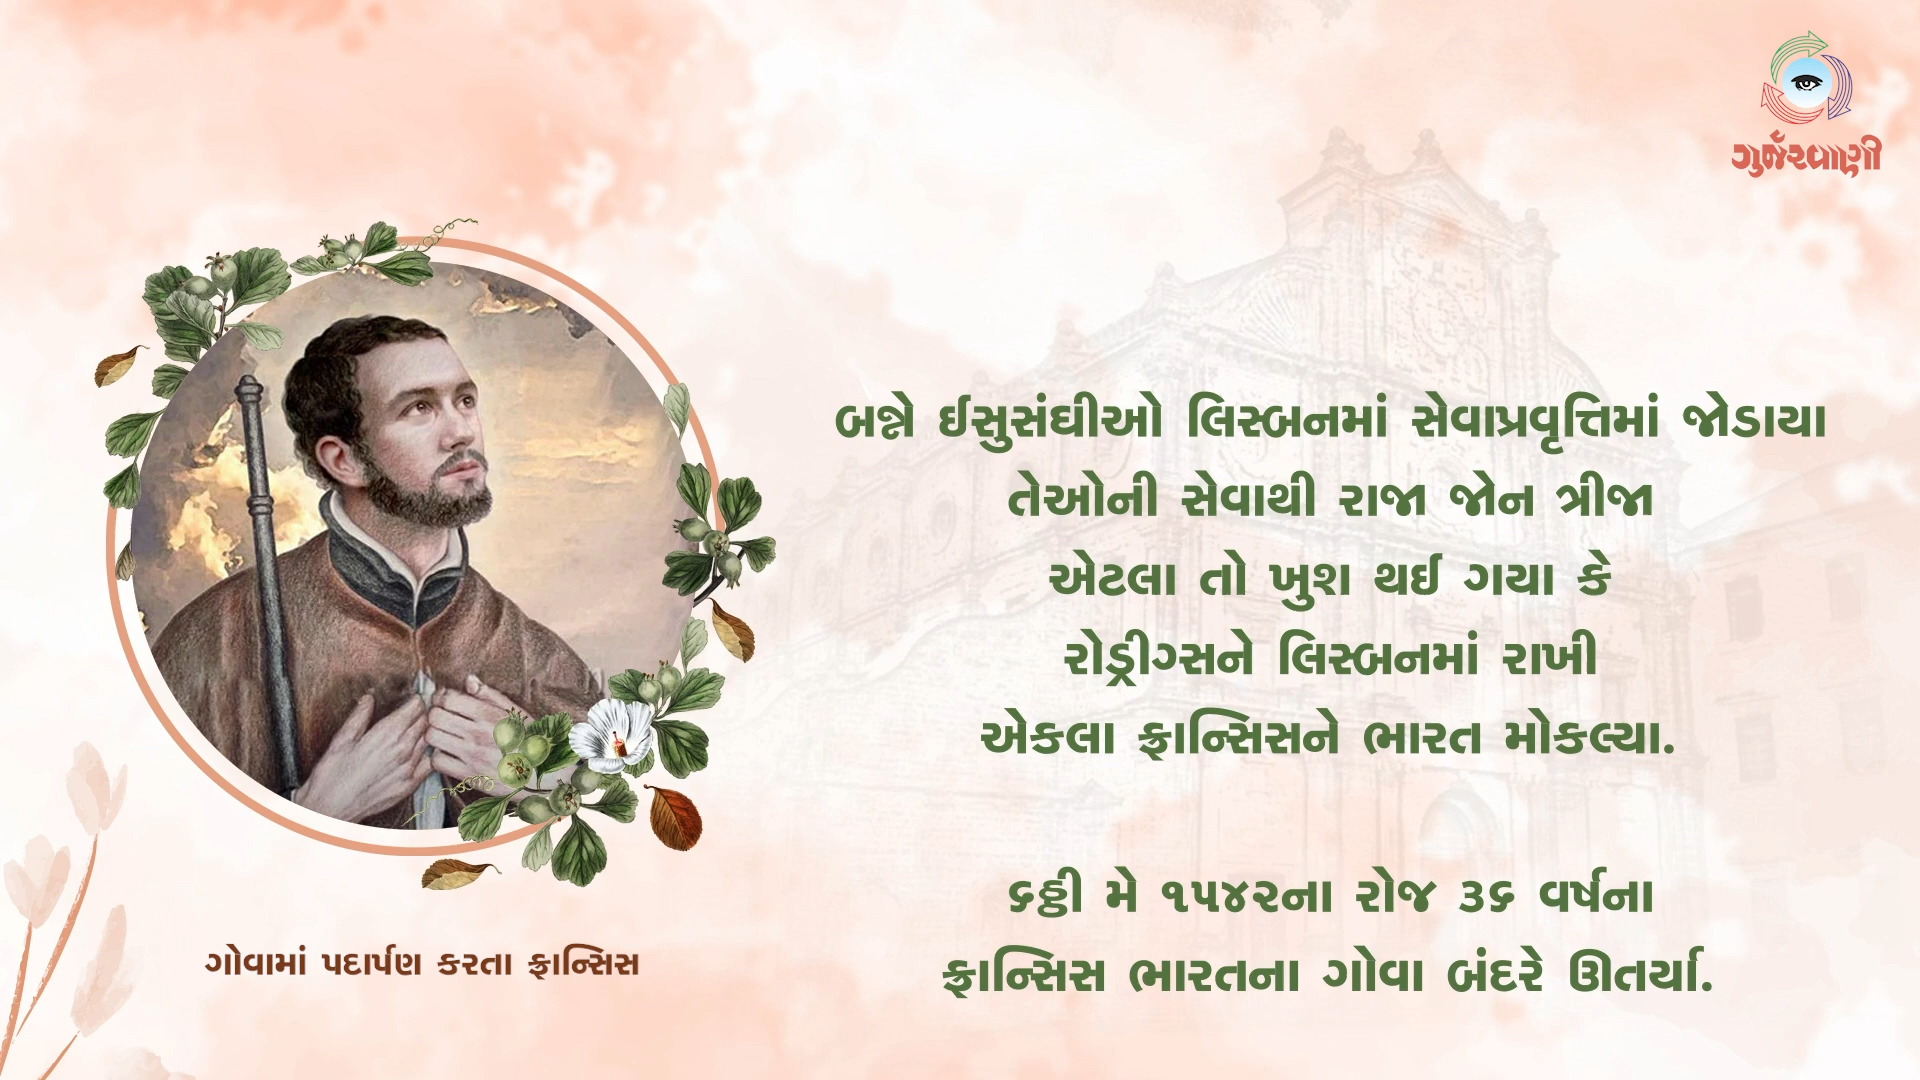 ગુર્જરવાણી
બન્ને ઈસુસંઘીઓ લિસ્બનમાં સેવાપ્રવૃત્તિમાં જોડાયા
તેઓની સેવાથી રાજા જોન ત્રીજા
એટલા તો ખુશ થઈ ગયા કે
રોડ્રીગ્સને લિસ્બનમાં રાખી
એકલા ફ્રાન્સિસને ભારત મોકલ્યા.
૬ઠ્ઠી મે ૧૫૪૨ના રોજ ૩૬ વર્ષના
ફ્રાન્સિસ ભારતના ગોવા બંદરે ઊતર્યા.
ગોવામાં પદાર્પણ કરતા ફ્રાન્સિસ